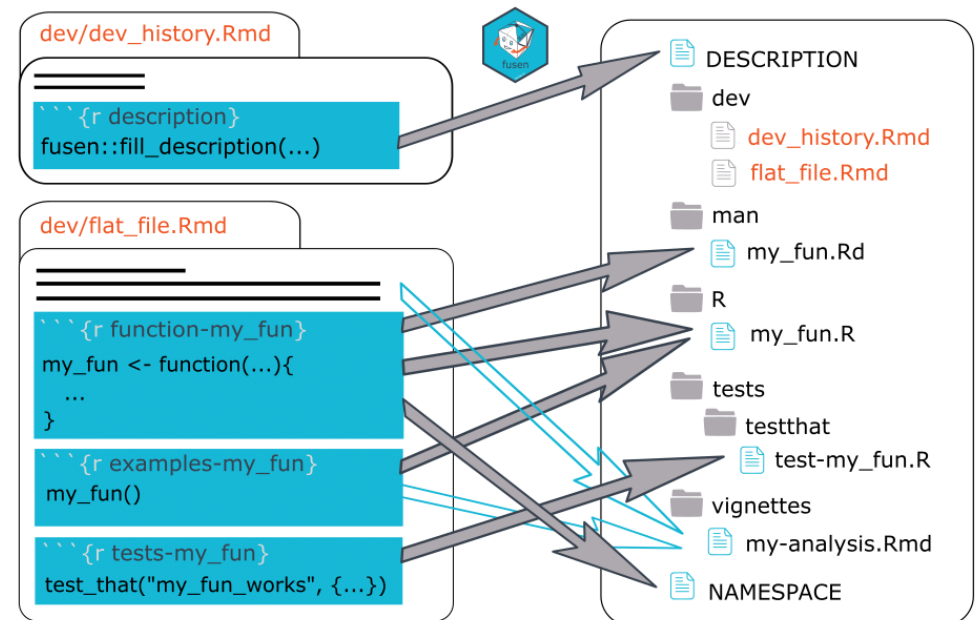 dev/dev_history.Rmd
```{r description}
fusen::fill_description(...)
dev/flat_file.Rmd
```{r function-my_fun}
my_fun <- function(...){
...
}
```{r examples-my_fun}
my_fun()
```{r tests-my_fun}
test_that("my_fun_works", {...})
fusen
DESCRIPTION
dev
dev_history.Rmd
flat_file.Rmd
man
my_fun.Rd
R
my_fun.R
tests
testthat
test-my_fun.R
vignettes
my-analysis.Rmd
NAMESPACE